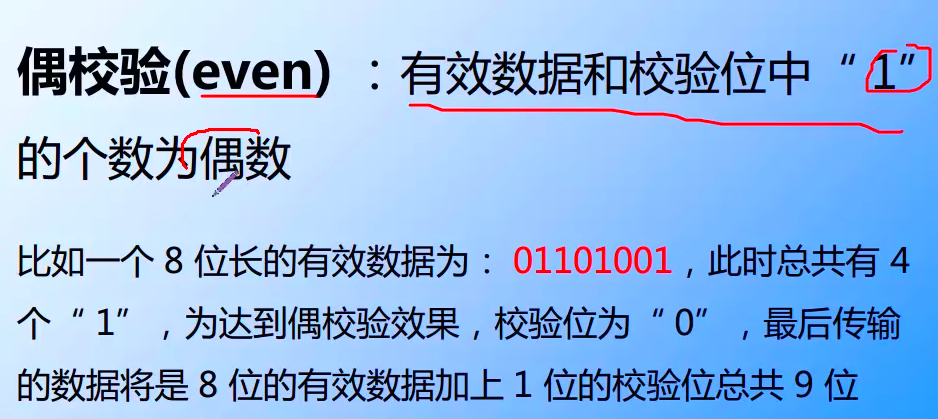 偶校验(even) ：有效数据和校验位中“ 1”
的个数为偶数
比如一个 8 位长的有效数据为： 01101001，此时总共有 4
个“ 1”，为达到偶校验效果，校验位为“ 0”，最后传输
的数据将是 8 位的有效数据加上 1 位的校验位总共 9 位